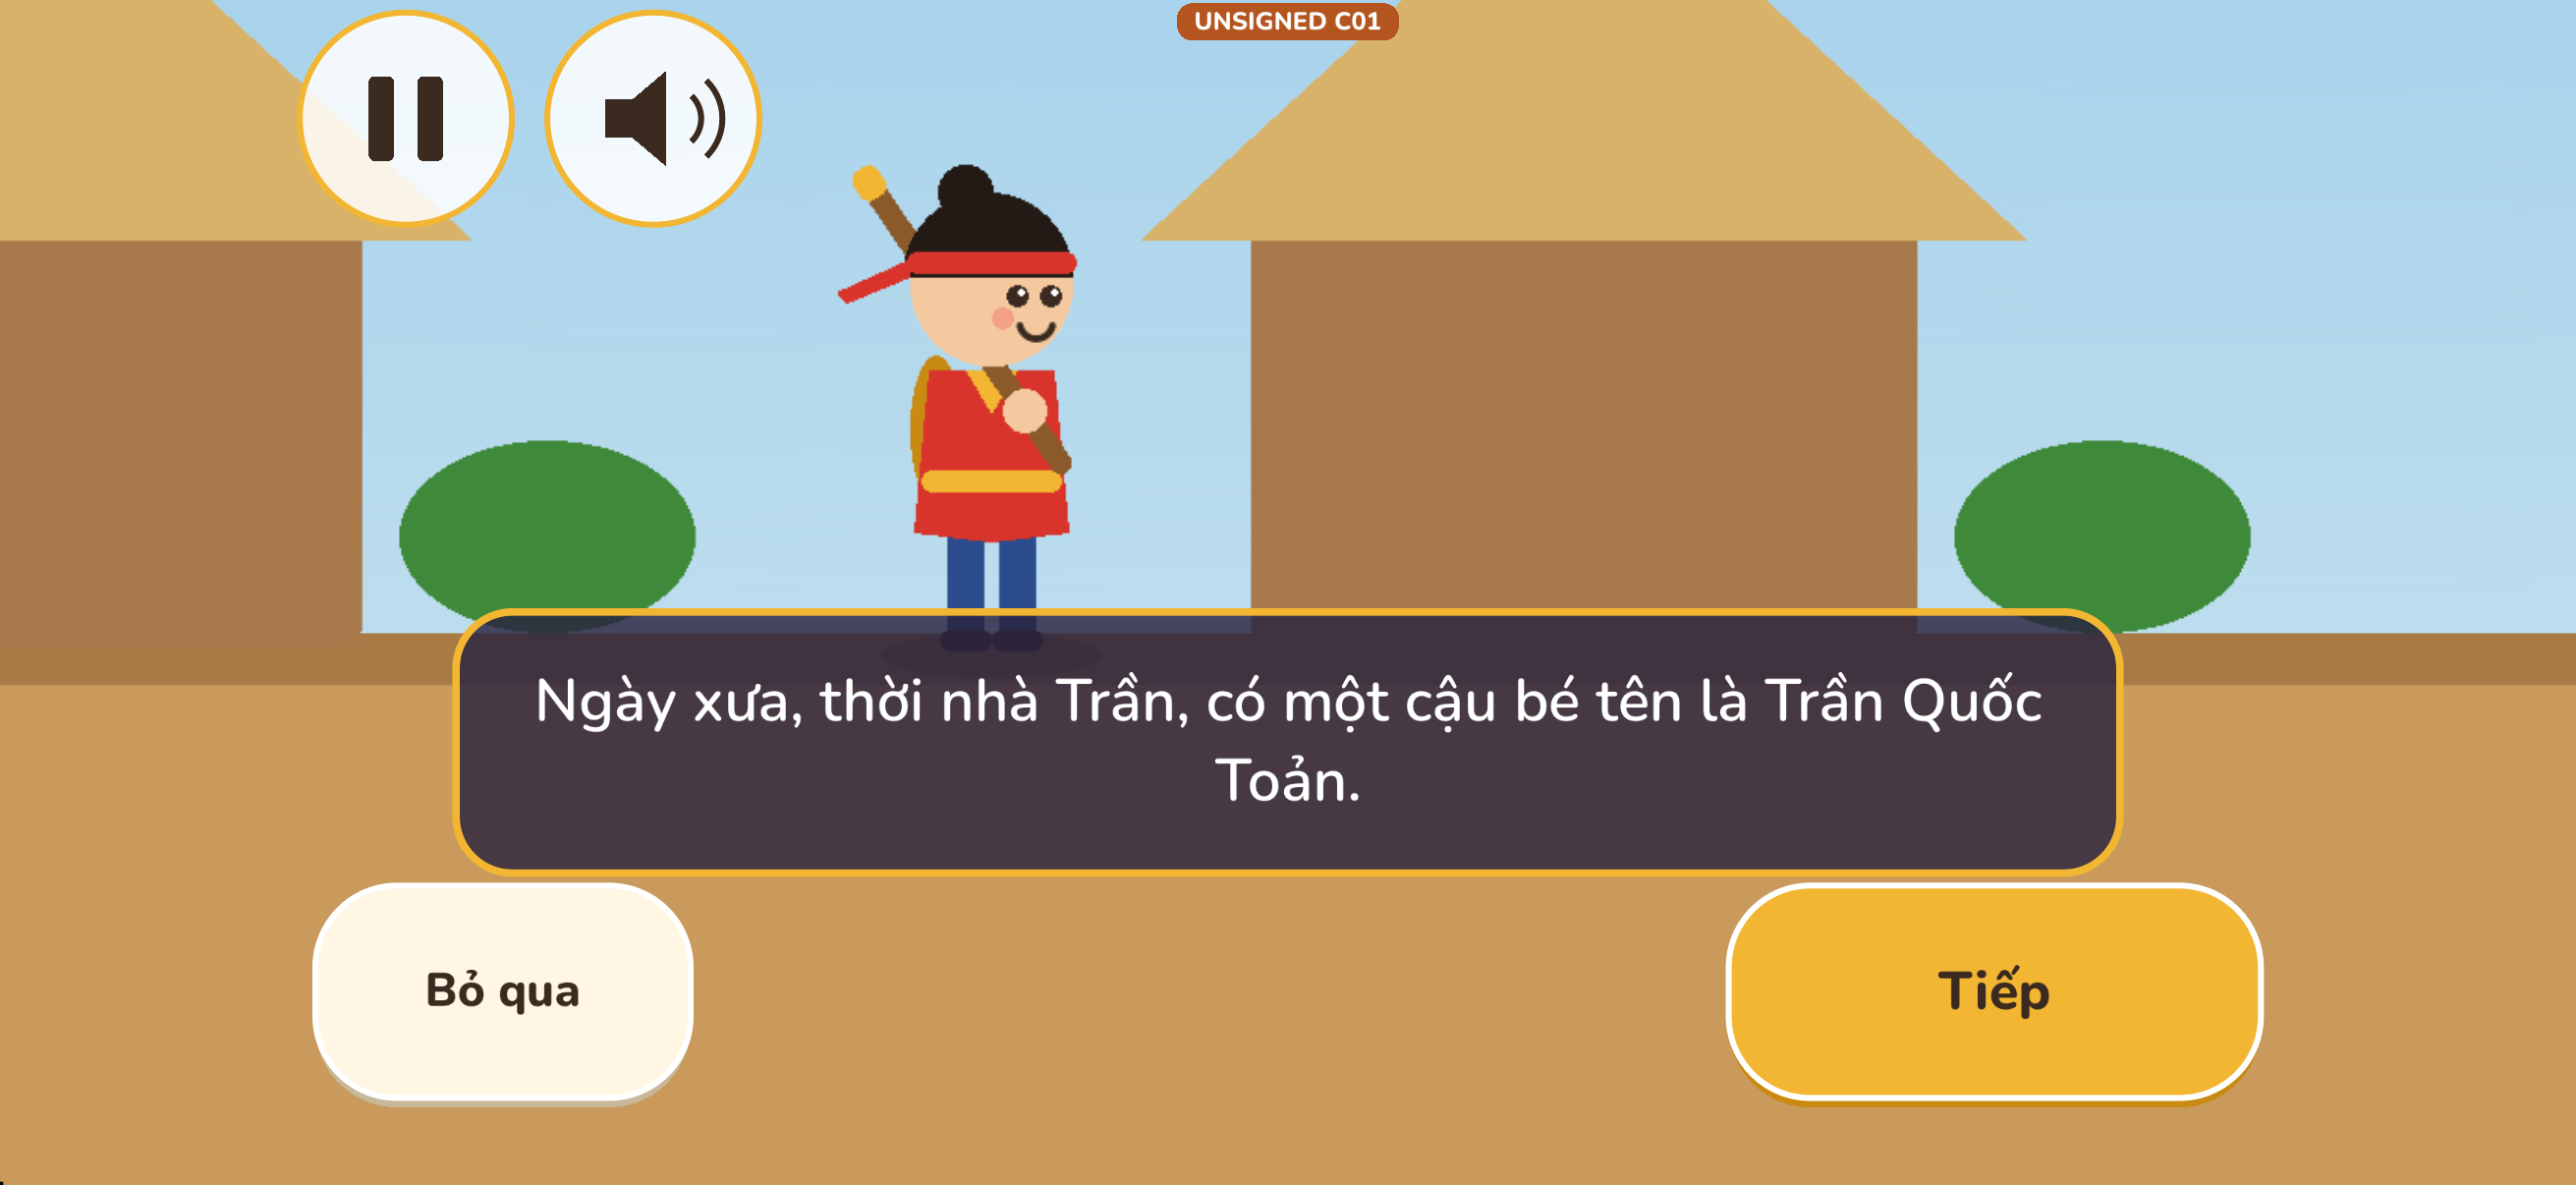 UNSIGNED C01
Ngày xưa, thời nhà Trần, có một cậu bé tên là Trần Quốc
Toản.
Bỏ qua
Tiếp